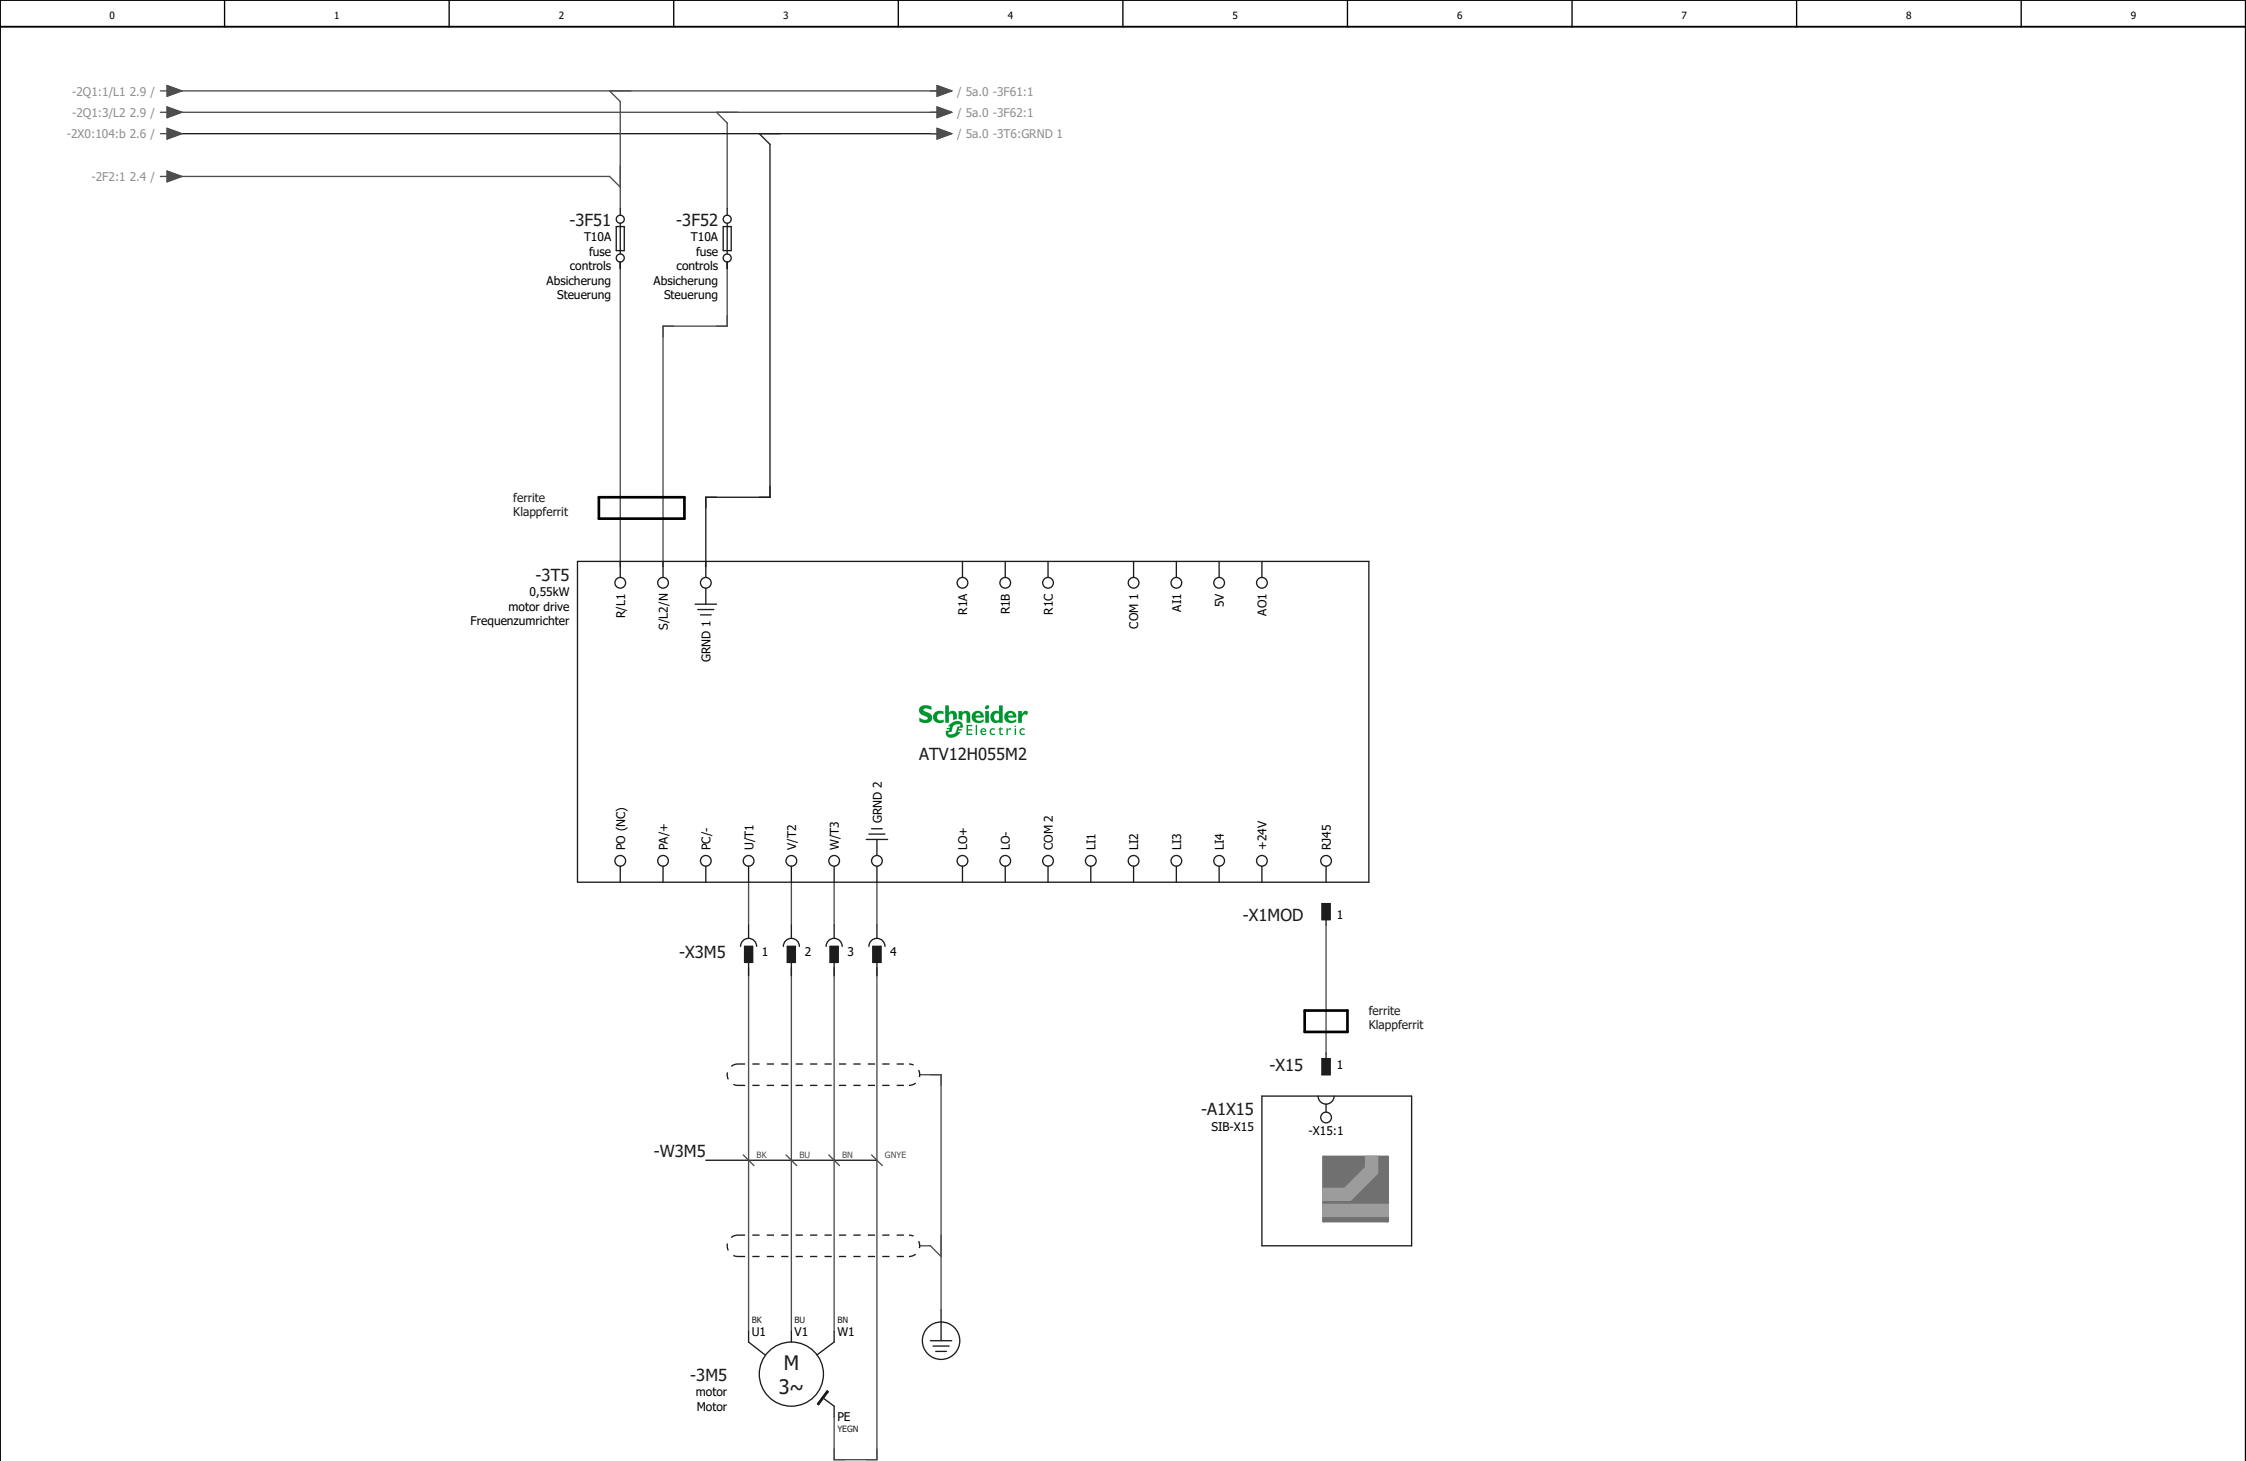 0 1 2 3 4 5 6 7 8 9
-2Q1:1/L1 2.9 /
/ 5a.0 -3F61:1
-2Q1:3/L2 2.9 /
/ 5a.0 -3F62:1
-2X0:104:b 2.6 /
/ 5a.0 -3T6:GRND 1
-2F2:1 2.4 /
-3F51
T10A
fuse
controls
Absicherung
Steuerung
-3F52
T10A
fuse
controls
Absicherung
Steuerung
ferrite
Klappferrit
-3T5
0,55kW
motor drive
Frequenzumrichter
R/L1
S/L2/N
GRND 1
R1A
R1B
R1C
COM 1
AI1
5V
AO1
Schneider
Electric
ATV12H055M2
PO (NC)
PA/+
PC/-
U/T1
V/T2
W/T3
GRND 2
LO+
LO-
COM 2
LI1
LI2
LI3
LI4
+24V
RJ45
-X1MOD 1
-X3M5 1 2 3 4
ferrite
Klappferrit
-X15 1
-A1X15
SIB-X15
-X15:1
-W3M5 BK BU BN GNYE
BK BU BN
U1 V1 W1
M
3~
-3M5
motor
Motor
PE
YEGN